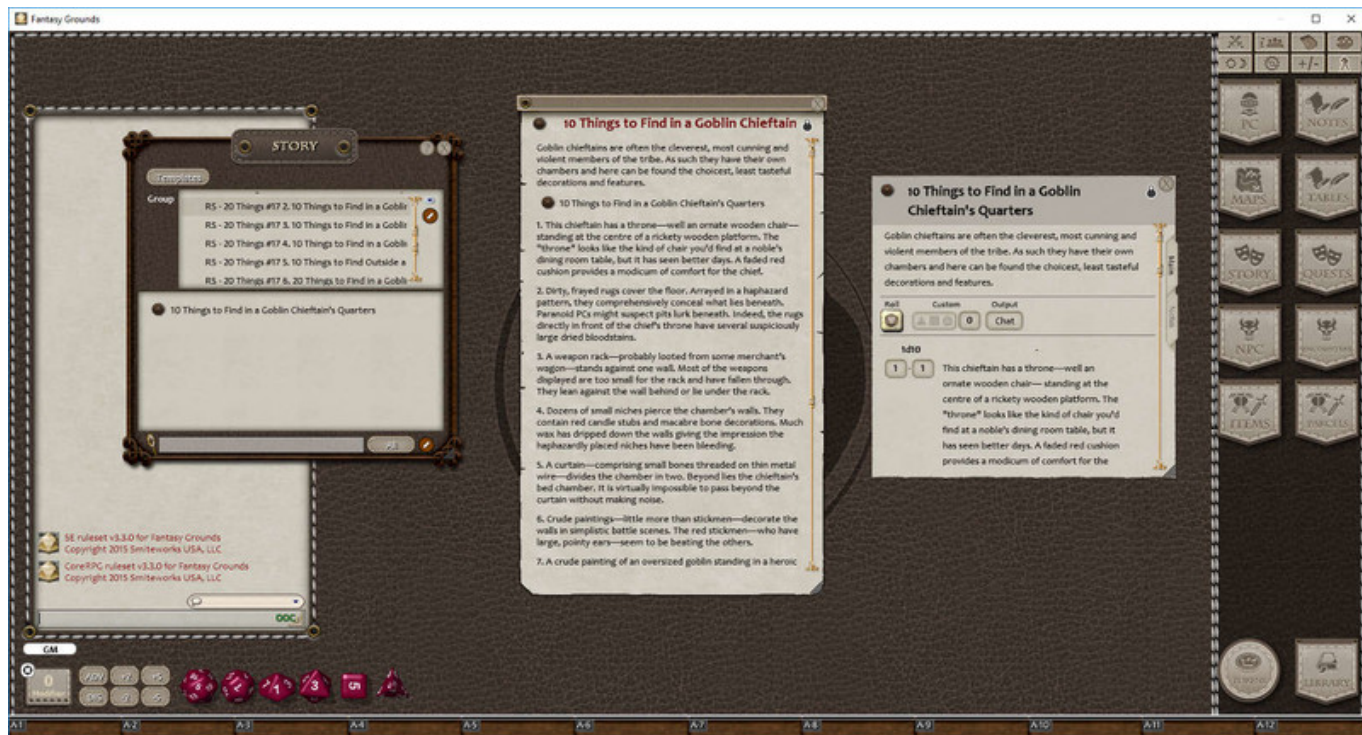 Fantasy Grounds
STORY
Templates
Group
RS - 20 Things #17 2. 10 Things to Find in a Goblin
RS - 20 Things #17 3. 10 Things to Find in a Goblin
RS - 20 Things #17 4. 10 Things to Find in a Goblin
RS - 20 Things #17 5. 10 Things to Find Outside a
RS - 20 Things #17 6. 20 Things to Find in a Goblin
10 Things to Find in a Goblin Chieftain's Quarters
All
5E ruleset v3.3.0 for Fantasy Grounds
Copyright 2015 Smiteworks USA, LLC
CoreRPG ruleset v3.3.0 for Fantasy Grounds
Copyright 2015 Smiteworks USA, LLC
OOC
GM
0
Modifier
ADV +2 +5
DIS -2 -5
1
3
5
10 Things to Find in a Goblin Chieftain
Goblin chieftains are often the cleverest, most cunning and
violent members of the tribe. As such they have their own
chambers and here can be found the choicest, least tasteful
decorations and features.
10 Things to Find in a Goblin Chieftain's Quarters
1. This chieftain has a throne—well an ornate wooden chair—
standing at the centre of a rickety wooden platform. The
"throne" looks like the kind of chair you'd find at a noble's
dining room table, but it has seen better days. A faded red
cushion provides a modicum of comfort for the chief.
2. Dirty, frayed rugs cover the floor. Arrayed in a haphazard
pattern, they comprehensively conceal what lies beneath.
Paranoid PCs might suspect pits lurk beneath. Indeed, the rugs
directly in front of the chief's throne have several suspiciously
large dried bloodstains.
3. A weapon rack—probably looted from some merchant's
wagon—stands against one wall. Most of the weapons
displayed are too small for the rack and have fallen through.
They lean against the wall behind or lie under the rack.
4. Dozens of small niches pierce the chamber's walls. They
contain red candle stubs and macabre bone decorations. Much
wax has dripped down the walls giving the impression the
haphazardly placed niches have been bleeding.
5. A curtain—comprising small bones threaded on thin metal
wire—divides the chamber in two. Beyond lies the chieftain's
bed chamber. It is virtually impossible to pass beyond the
curtain without making noise.
6. Crude paintings—little more than stickmen—decorate the
walls in simplistic battle scenes. The red stickmen—who have
large, pointy ears—seem to be beating the others.
7. A crude painting of an oversized goblin standing in a heroic
10 Things to Find in a Goblin
Chieftain's Quarters
Goblin chieftains are often the cleverest, most cunning and
violent members of the tribe. As such they have their own
chambers and here can be found the choicest, least tasteful
decorations and features.
Main
Roll Custom Output
0 Chat
1d10
1 - 1 This chieftain has a throne—well an
ornate wooden chair— standing at the
centre of a rickety wooden platform. The
"throne" looks like the kind of chair you'd
find at a noble's dining room table, but it
has seen better days. A faded red cushion
provides a modicum of comfort for the
+/-
PC NOTES
MAPS TABLES
STORY QUESTS
NPC
ITEMS PARCELS
TOKENS LIBRARY
A-1 A-2 A-3 A-4 A-5 A-6 A-7 A-8 A-9 A-10 A-11 A-12